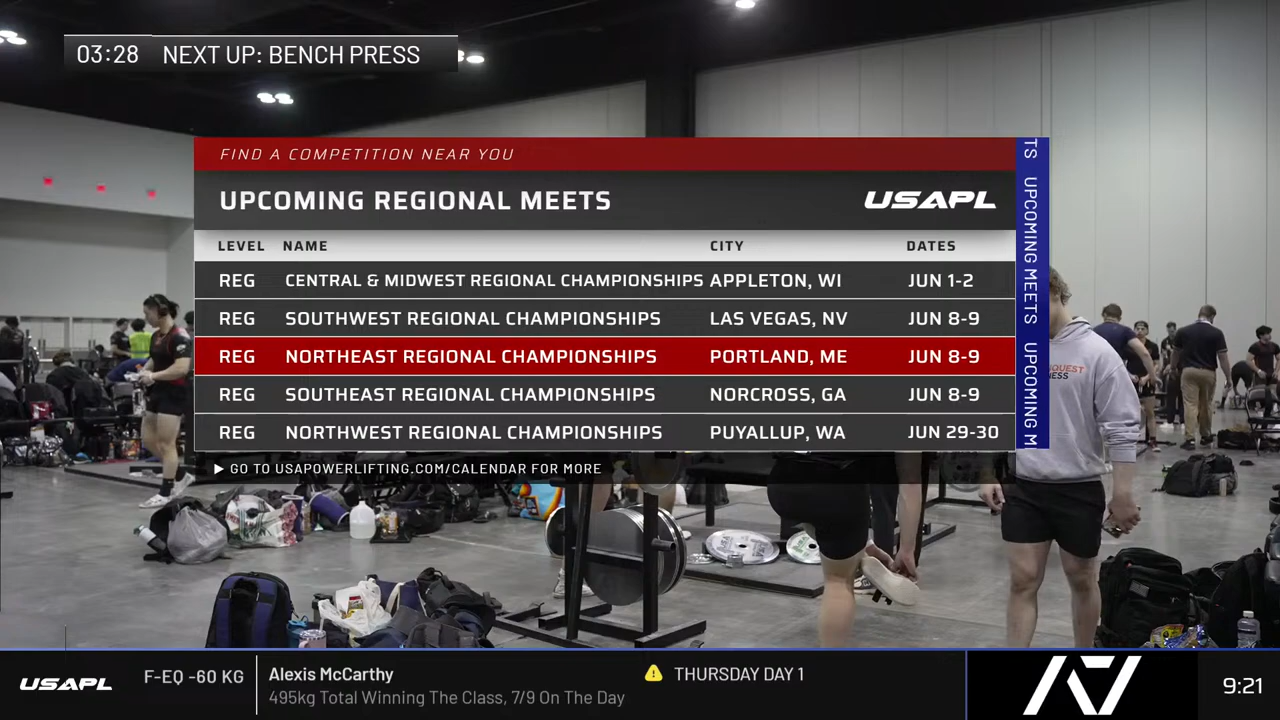 03:28 NEXT UP: BENCH PRESS
FIND A COMPETITION NEAR YOU
UPCOMING REGIONAL MEETS USAPL
LEVEL NAME CITY DATES
REG CENTRAL & MIDWEST REGIONAL CHAMPIONSHIPS APPLETON, WI JUN 1-2
REG SOUTHWEST REGIONAL CHAMPIONSHIPS LAS VEGAS, NV JUN 8-9
REG NORTHEAST REGIONAL CHAMPIONSHIPS PORTLAND, ME JUN 8-9
REG SOUTHEAST REGIONAL CHAMPIONSHIPS NORCROSS, GA JUN 8-9
REG NORTHWEST REGIONAL CHAMPIONSHIPS PUYALLUP, WA JUN 29-30
GO TO USAPOWERLIFTING.COM/CALENDAR FOR MORE
TS UPCOMING MEETS UPCOMING M
USAPL
F-EQ -60 KG
Alexis McCarthy
495kg Total Winning The Class, 7/9 On The Day
THURSDAY DAY 1
9:21